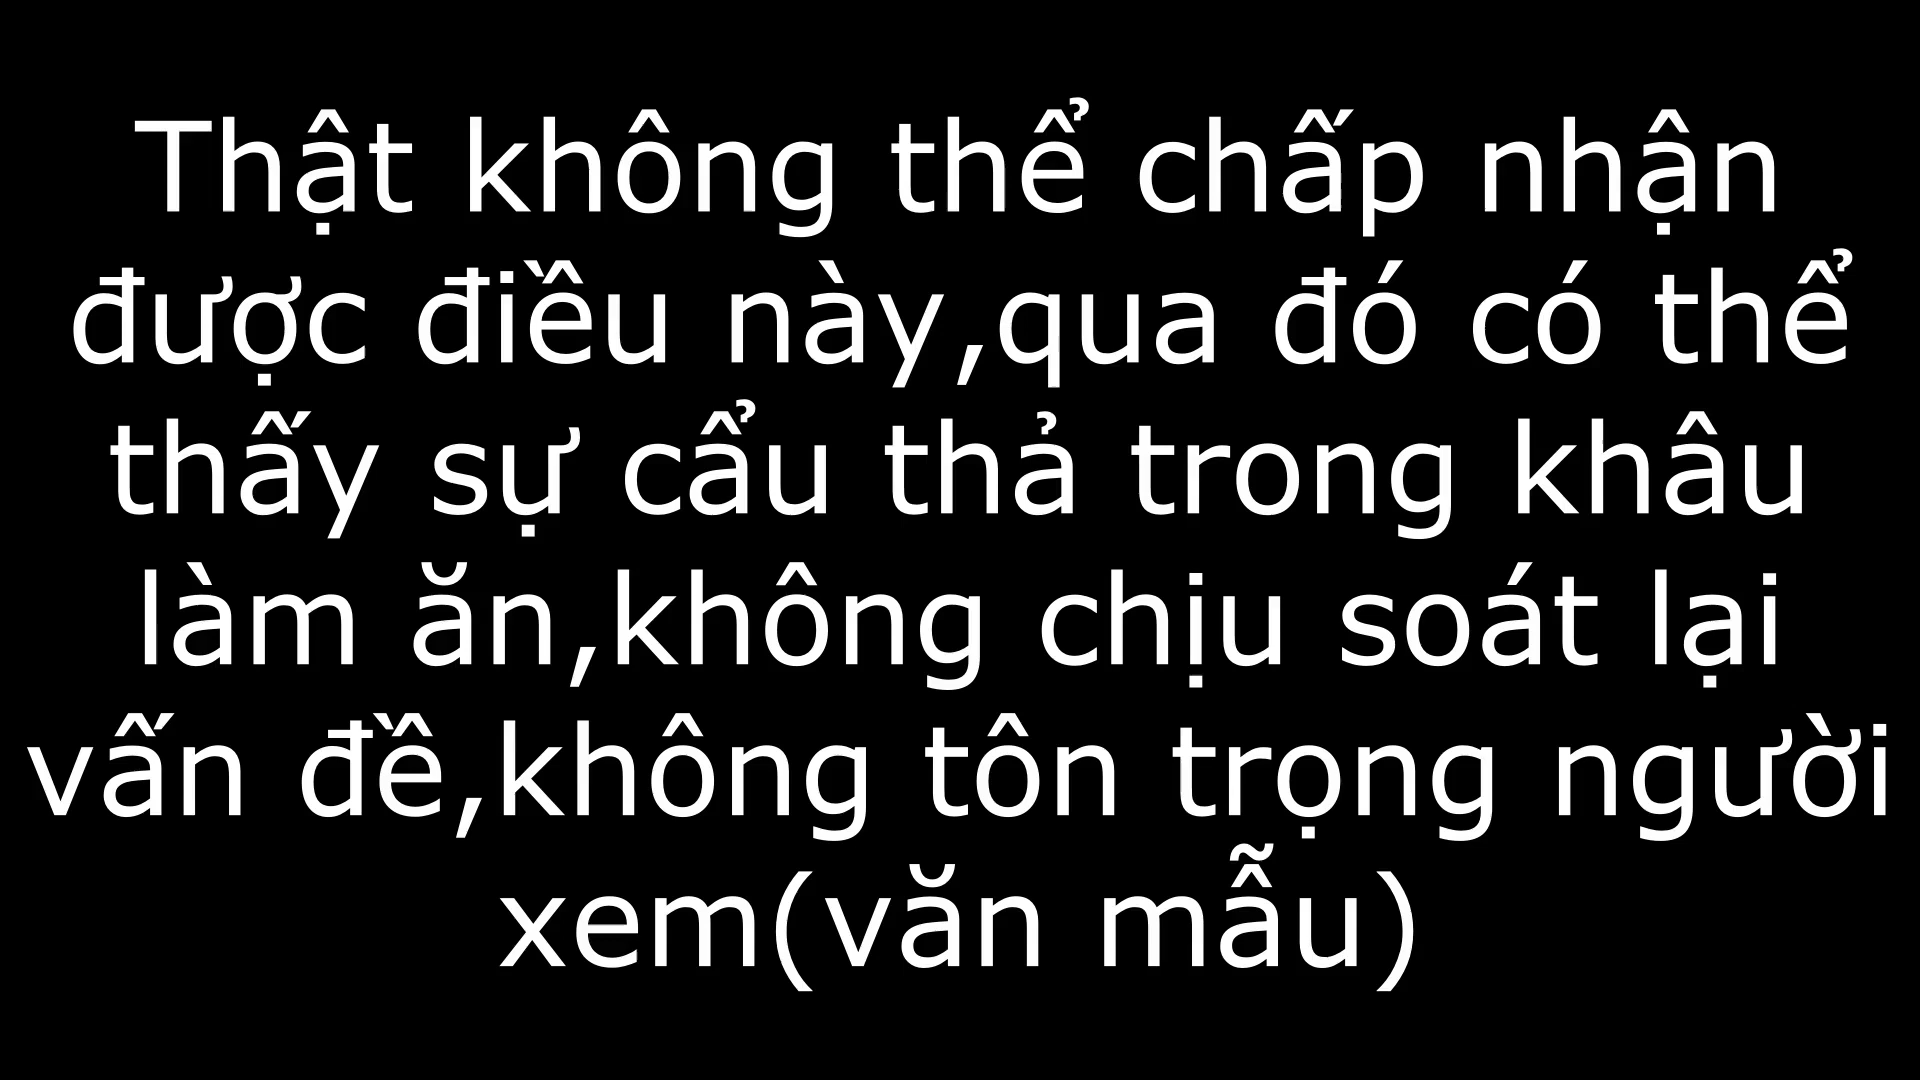 Thật không thể chấp nhận
được điều này,qua đó có thể
thấy sự cẩu thả trong khâu
làm ăn,không chịu soát lại
vấn đề,không tôn trọng người
xem(văn mẫu)